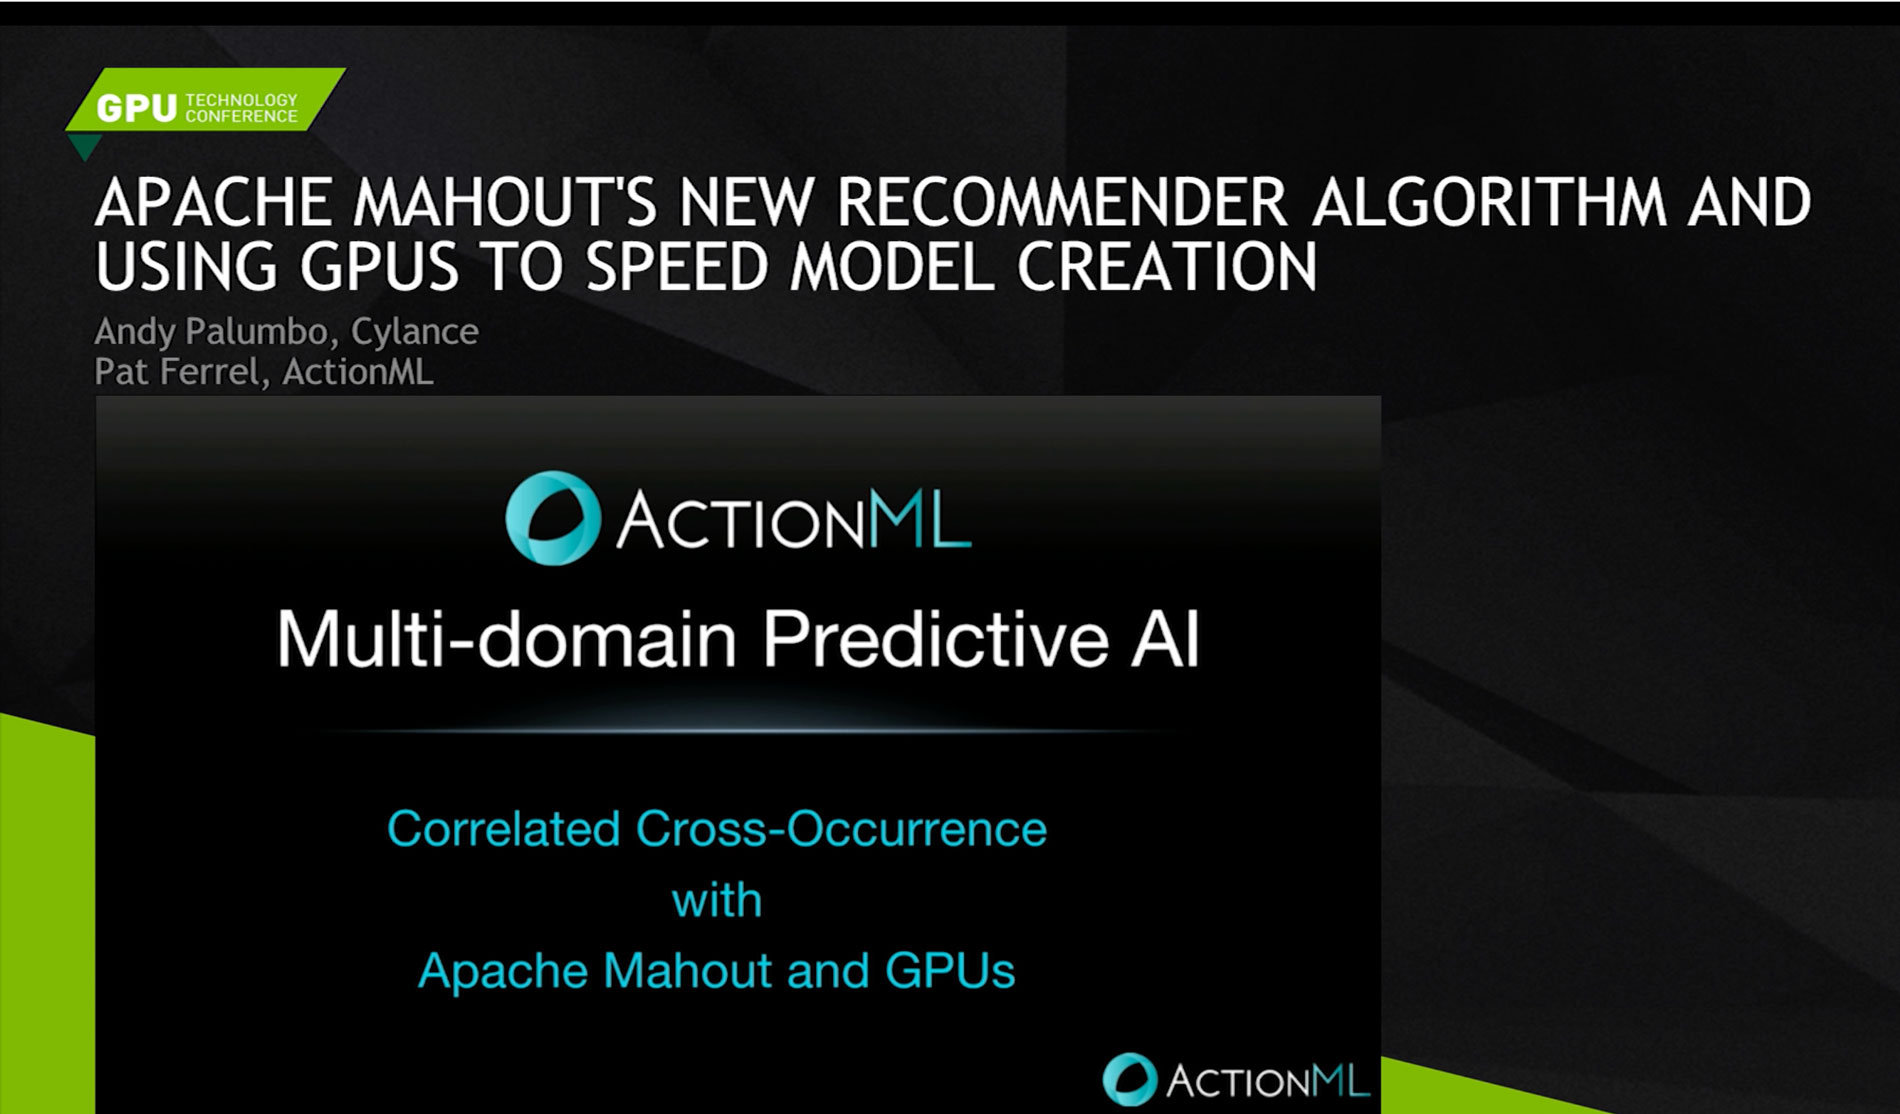 GPU TECHNOLOGY
CONFERENCE
APACHE MAHOUT'S NEW RECOMMENDER ALGORITHM AND
USING GPUS TO SPEED MODEL CREATION
Andy Palumbo, Cylance
Pat Ferrel, ActionML
ACTIONML
Multi-domain Predictive AI
Correlated Cross-Occurrence
with
Apache Mahout and GPUs
ACTIONML